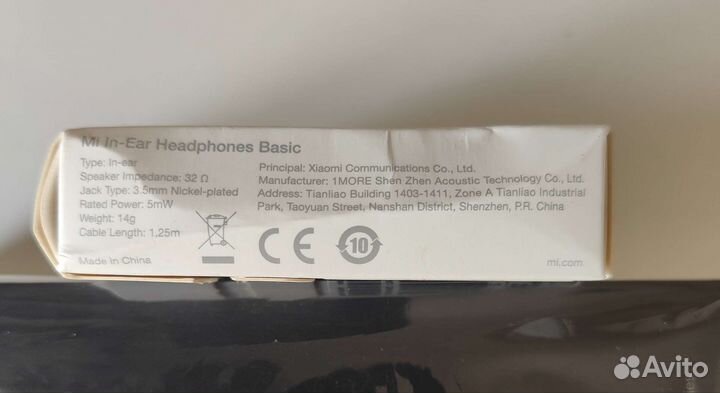 Mi In-Ear Headphones Basic
Type: In-ear
Speaker Impedance: 32 Ω
Jack Type: 3.5mm Nickel-plated
Rated Power: 5mW
Weight: 14g
Cable Length: 1.25m
Made in China
Principal: Xiaomi Communications Co., Ltd.
Manufacturer: 1MORE Shen Zhen Acoustic Technology Co., Ltd.
Address: Tianliao Building 1403-1411, Zone A Tianliao Industrial
Park, Taoyuan Street, Nanshan District, Shenzhen, P.R. China
CE
10
mi.com
Avito